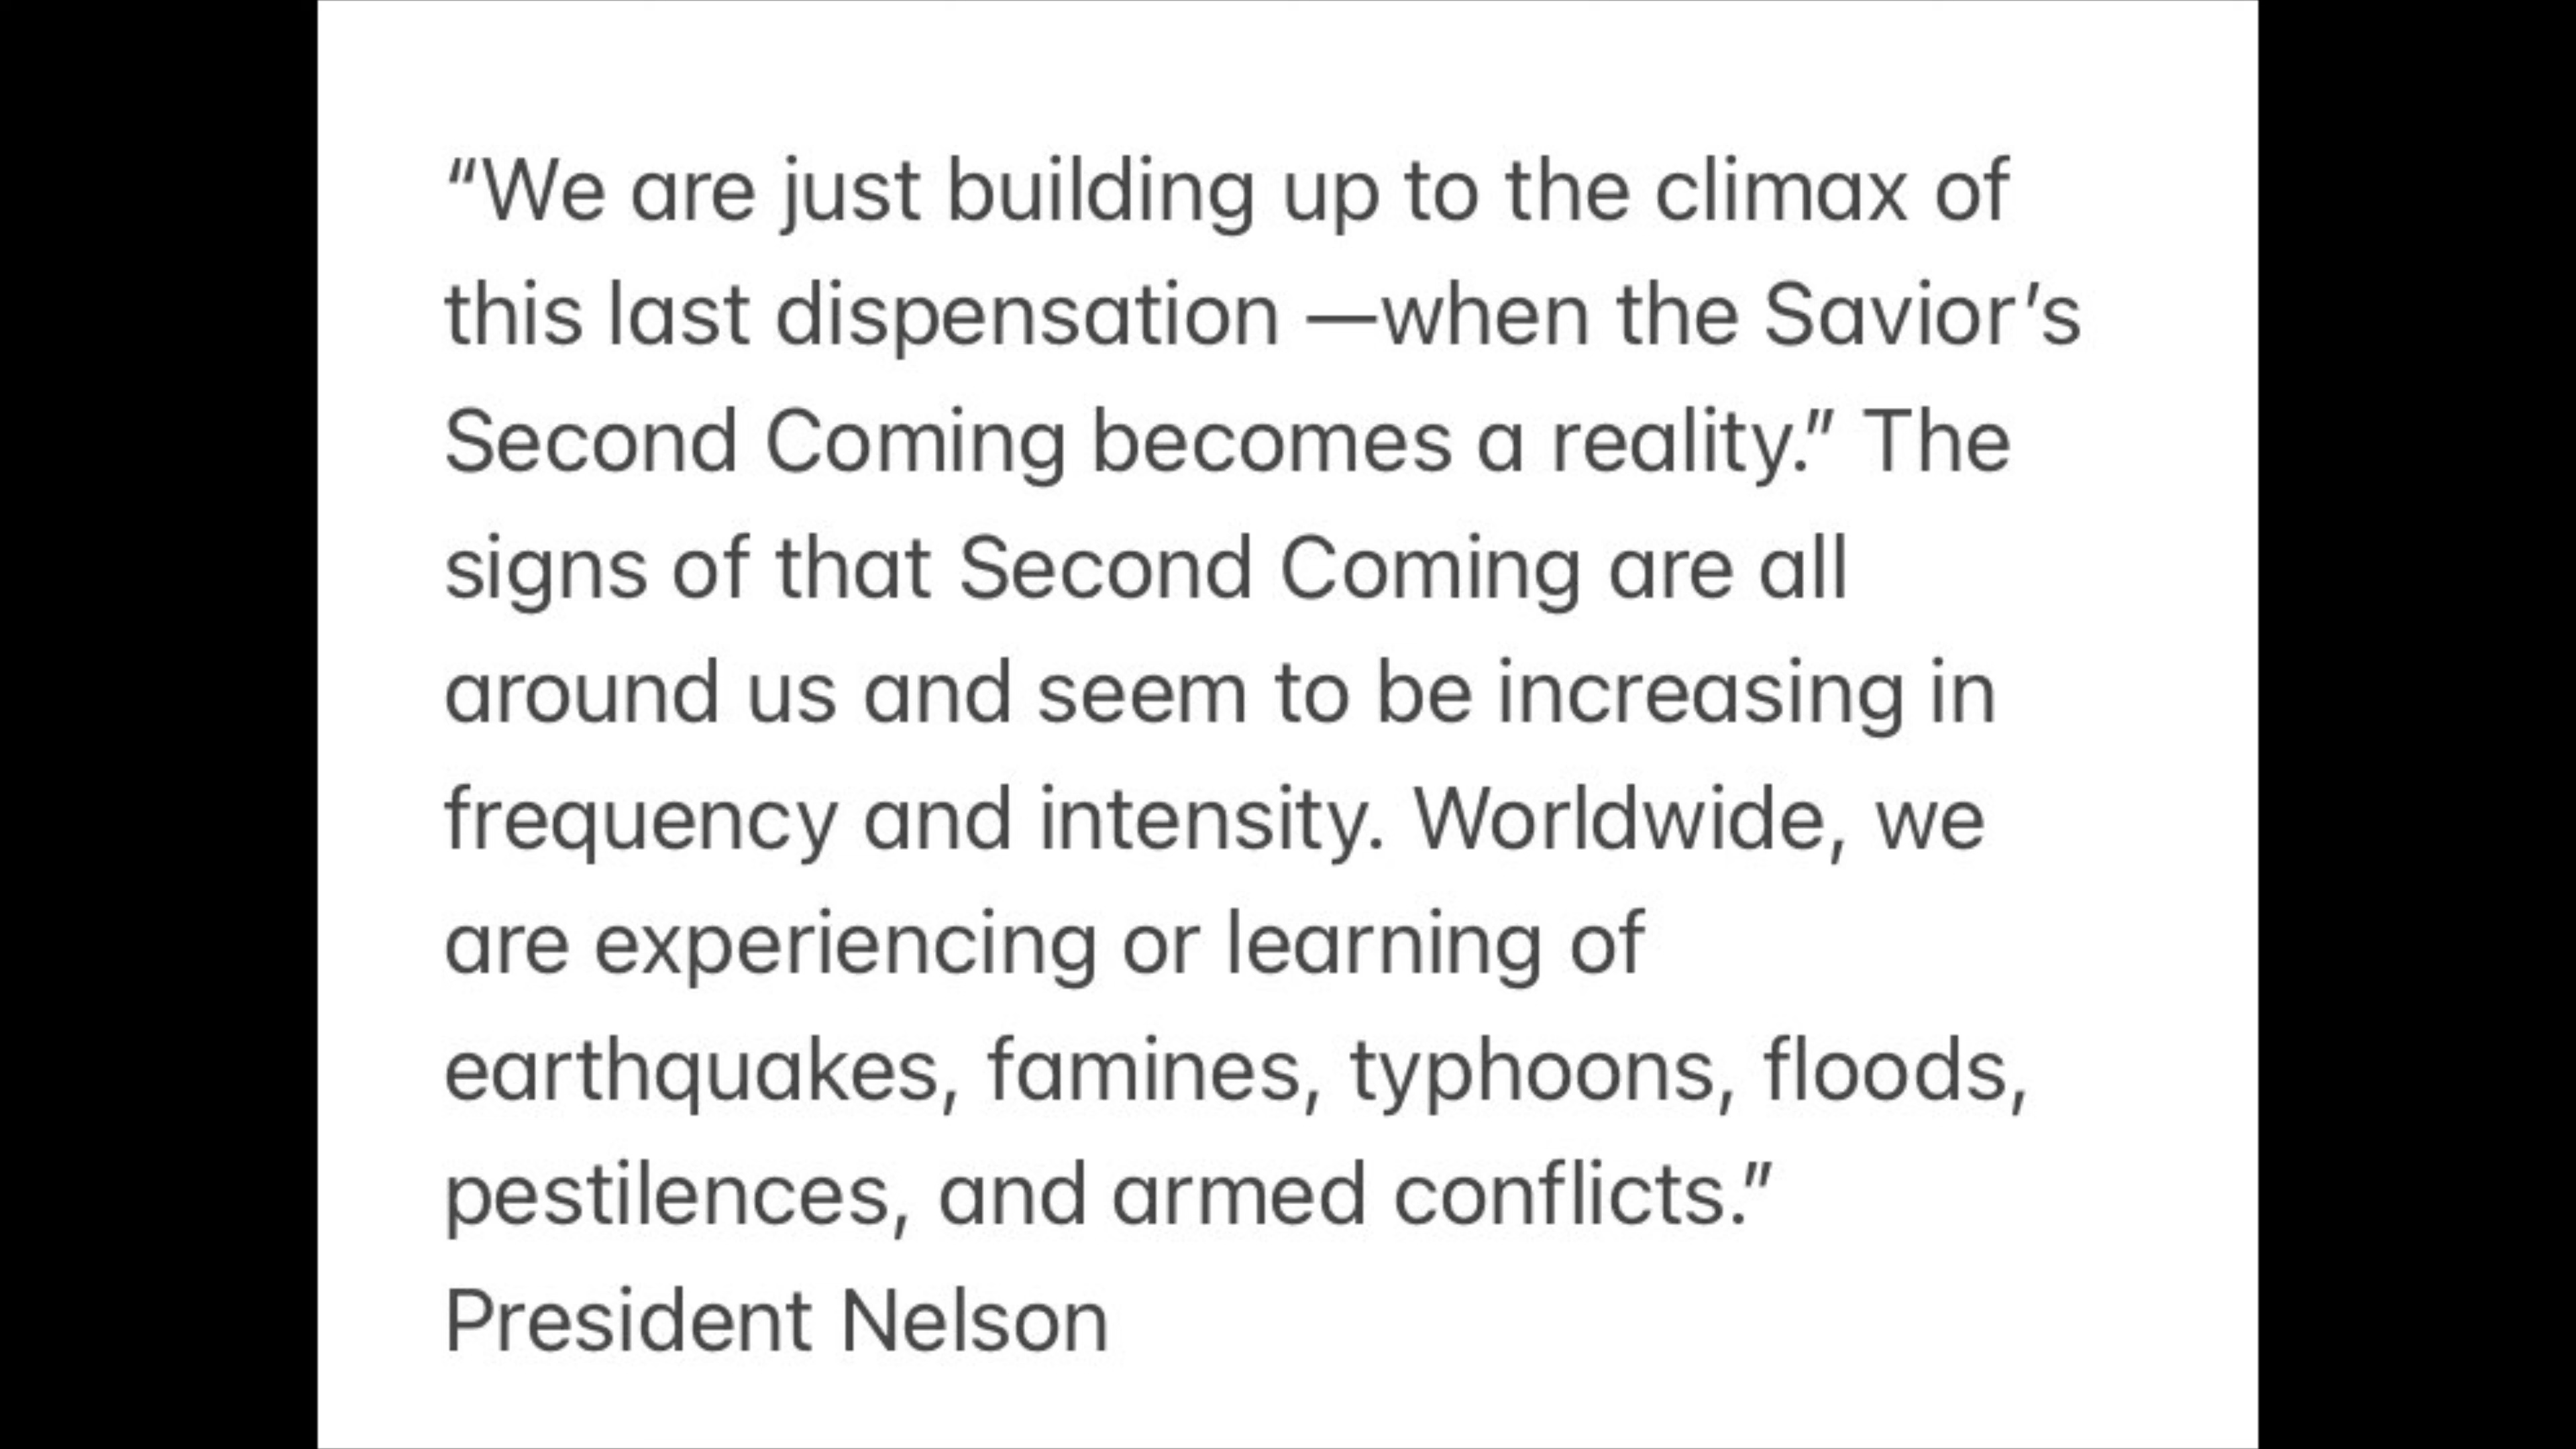 “We are just building up to the climax of
this last dispensation —when the Savior’s
Second Coming becomes a reality.” The
signs of that Second Coming are all
around us and seem to be increasing in
frequency and intensity. Worldwide, we
are experiencing or learning of
earthquakes, famines, typhoons, floods,
pestilences, and armed conflicts.”
President Nelson